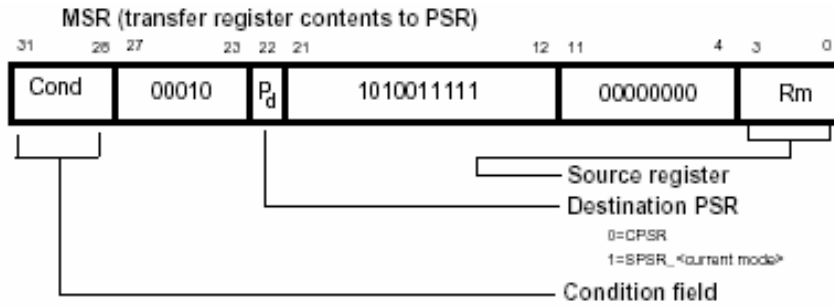 MSR (transfer register contents to PSR)
31 28 27 23 22 21 12 11 4 3 0
Cond 00010 Pd 1010011111 00000000 Rm
Source register
Destination PSR
0=CPSR
1=SPSR_<current mode>
Condition field